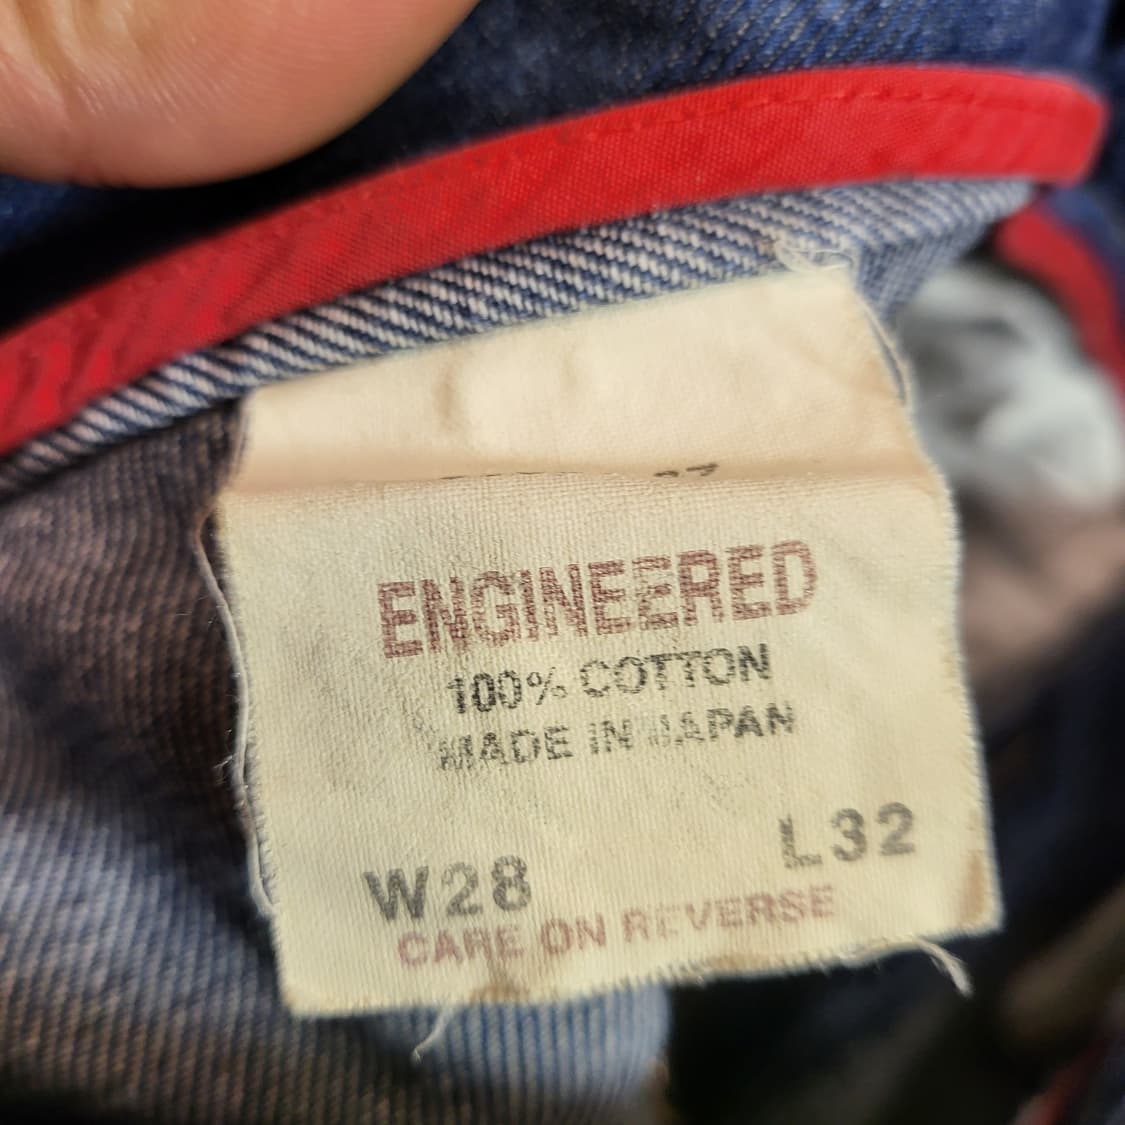 ENGINEERED
100% COTTON
MADE IN JAPAN
W28 L32
CARE ON REVERSE